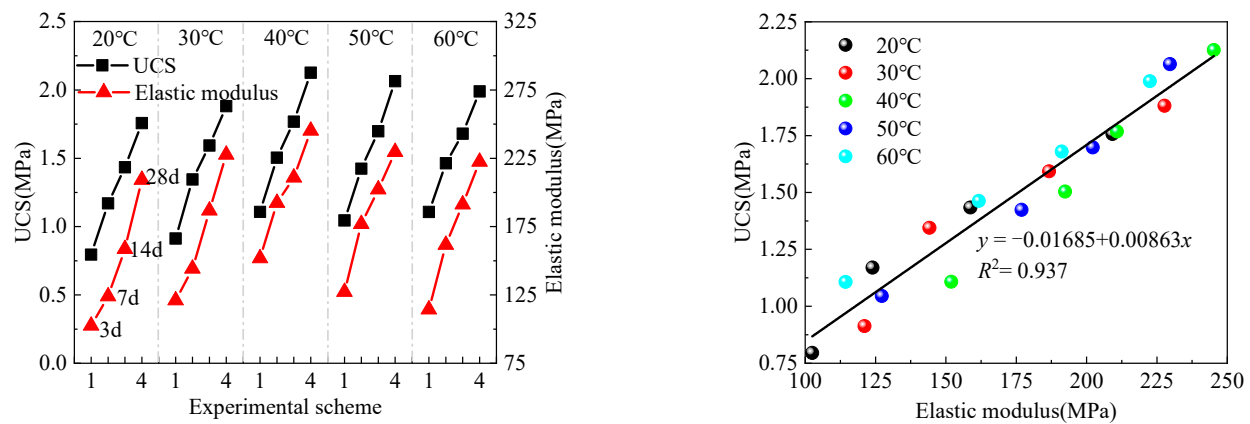 20℃ 30℃ 40℃ 50℃ 60℃
UCS
Elastic modulus
28d
14d
7d
3d
2.5
2.0
1.5
1.0
0.5
0.0
UCS(MPa)
325
275
225
175
125
75
Elastic modulus(MPa)
1 4 1 4 1 4 1 4 1 4
Experimental scheme
2.25
2.00
1.75
1.50
1.25
1.00
0.75
UCS(MPa)
20℃
30℃
40℃
50℃
60℃
y = −0.01685+0.00863x
R²= 0.937
100 125 150 175 200 225 250
Elastic modulus(MPa)